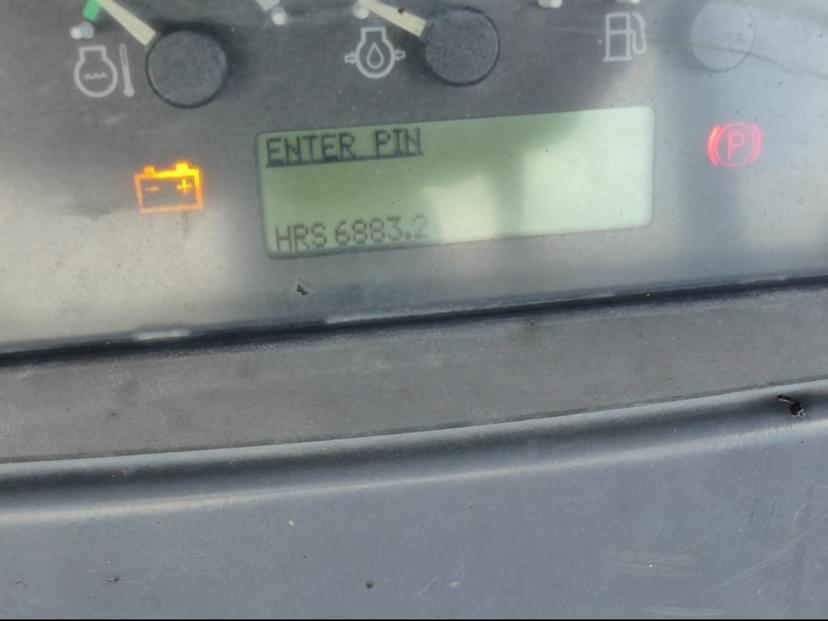 ENTER PIN
P
HRS 6883.2